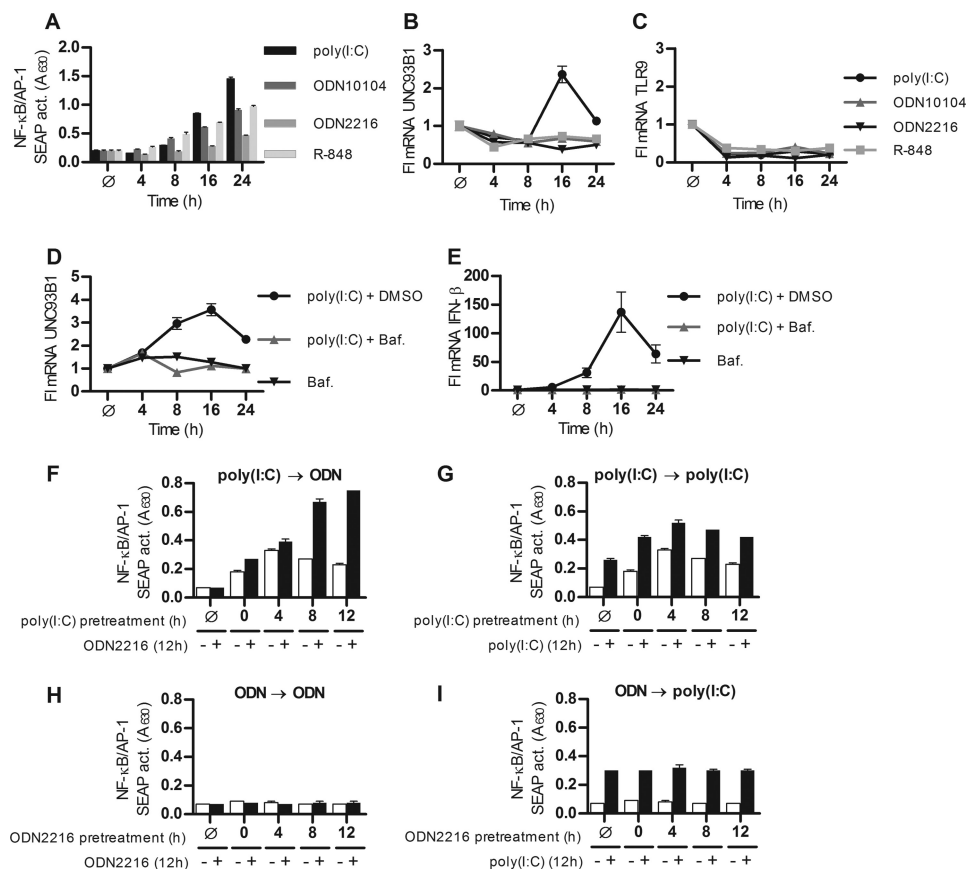 A
NF-κB/AP-1
SEAP act. (A630)
2.0
1.5
1.0
0.5
0.0
∅ 4 8 16 24
Time (h)
poly(I:C)
ODN10104
ODN2216
R-848
B
FI mRNA UNC93B1
3
2
1
0
∅ 4 8 16 24
Time (h)
C
FI mRNA TLR9
3
2
1
0
∅ 4 8 16 24
Time (h)
poly(I:C)
ODN10104
ODN2216
R-848
D
FI mRNA UNC93B1
5
4
3
2
1
0
∅ 4 8 16 24
Time (h)
poly(I:C) + DMSO
poly(I:C) + Baf.
Baf.
E
FI mRNA IFN- β
200
150
100
50
0
∅ 4 8 16 24
Time (h)
poly(I:C) + DMSO
poly(I:C) + Baf.
Baf.
F
poly(I:C) → ODN
NF-κB/AP-1
SEAP act. (A630)
0.8
0.6
0.4
0.2
0.0
poly(I:C) pretreatment (h) ∅ 0 4 8 12
ODN2216 (12h) - + - + - + - + - +
G
poly(I:C) → poly(I:C)
NF-κB/AP-1
SEAP act. (A630)
0.8
0.6
0.4
0.2
0.0
poly(I:C) pretreatment (h) ∅ 0 4 8 12
poly(I:C) (12h) - + - + - + - + - +
H
ODN → ODN
NF-κB/AP-1
SEAP act. (A630)
0.8
0.6
0.4
0.2
0.0
ODN2216 pretreatment (h) ∅ 0 4 8 12
ODN2216 (12h) - + - + - + - + - +
I
ODN → poly(I:C)
NF-κB/AP-1
SEAP act. (A630)
0.8
0.6
0.4
0.2
0.0
ODN2216 pretreatment (h) ∅ 0 4 8 12
poly(I:C) (12h) - + - + - + - + - +